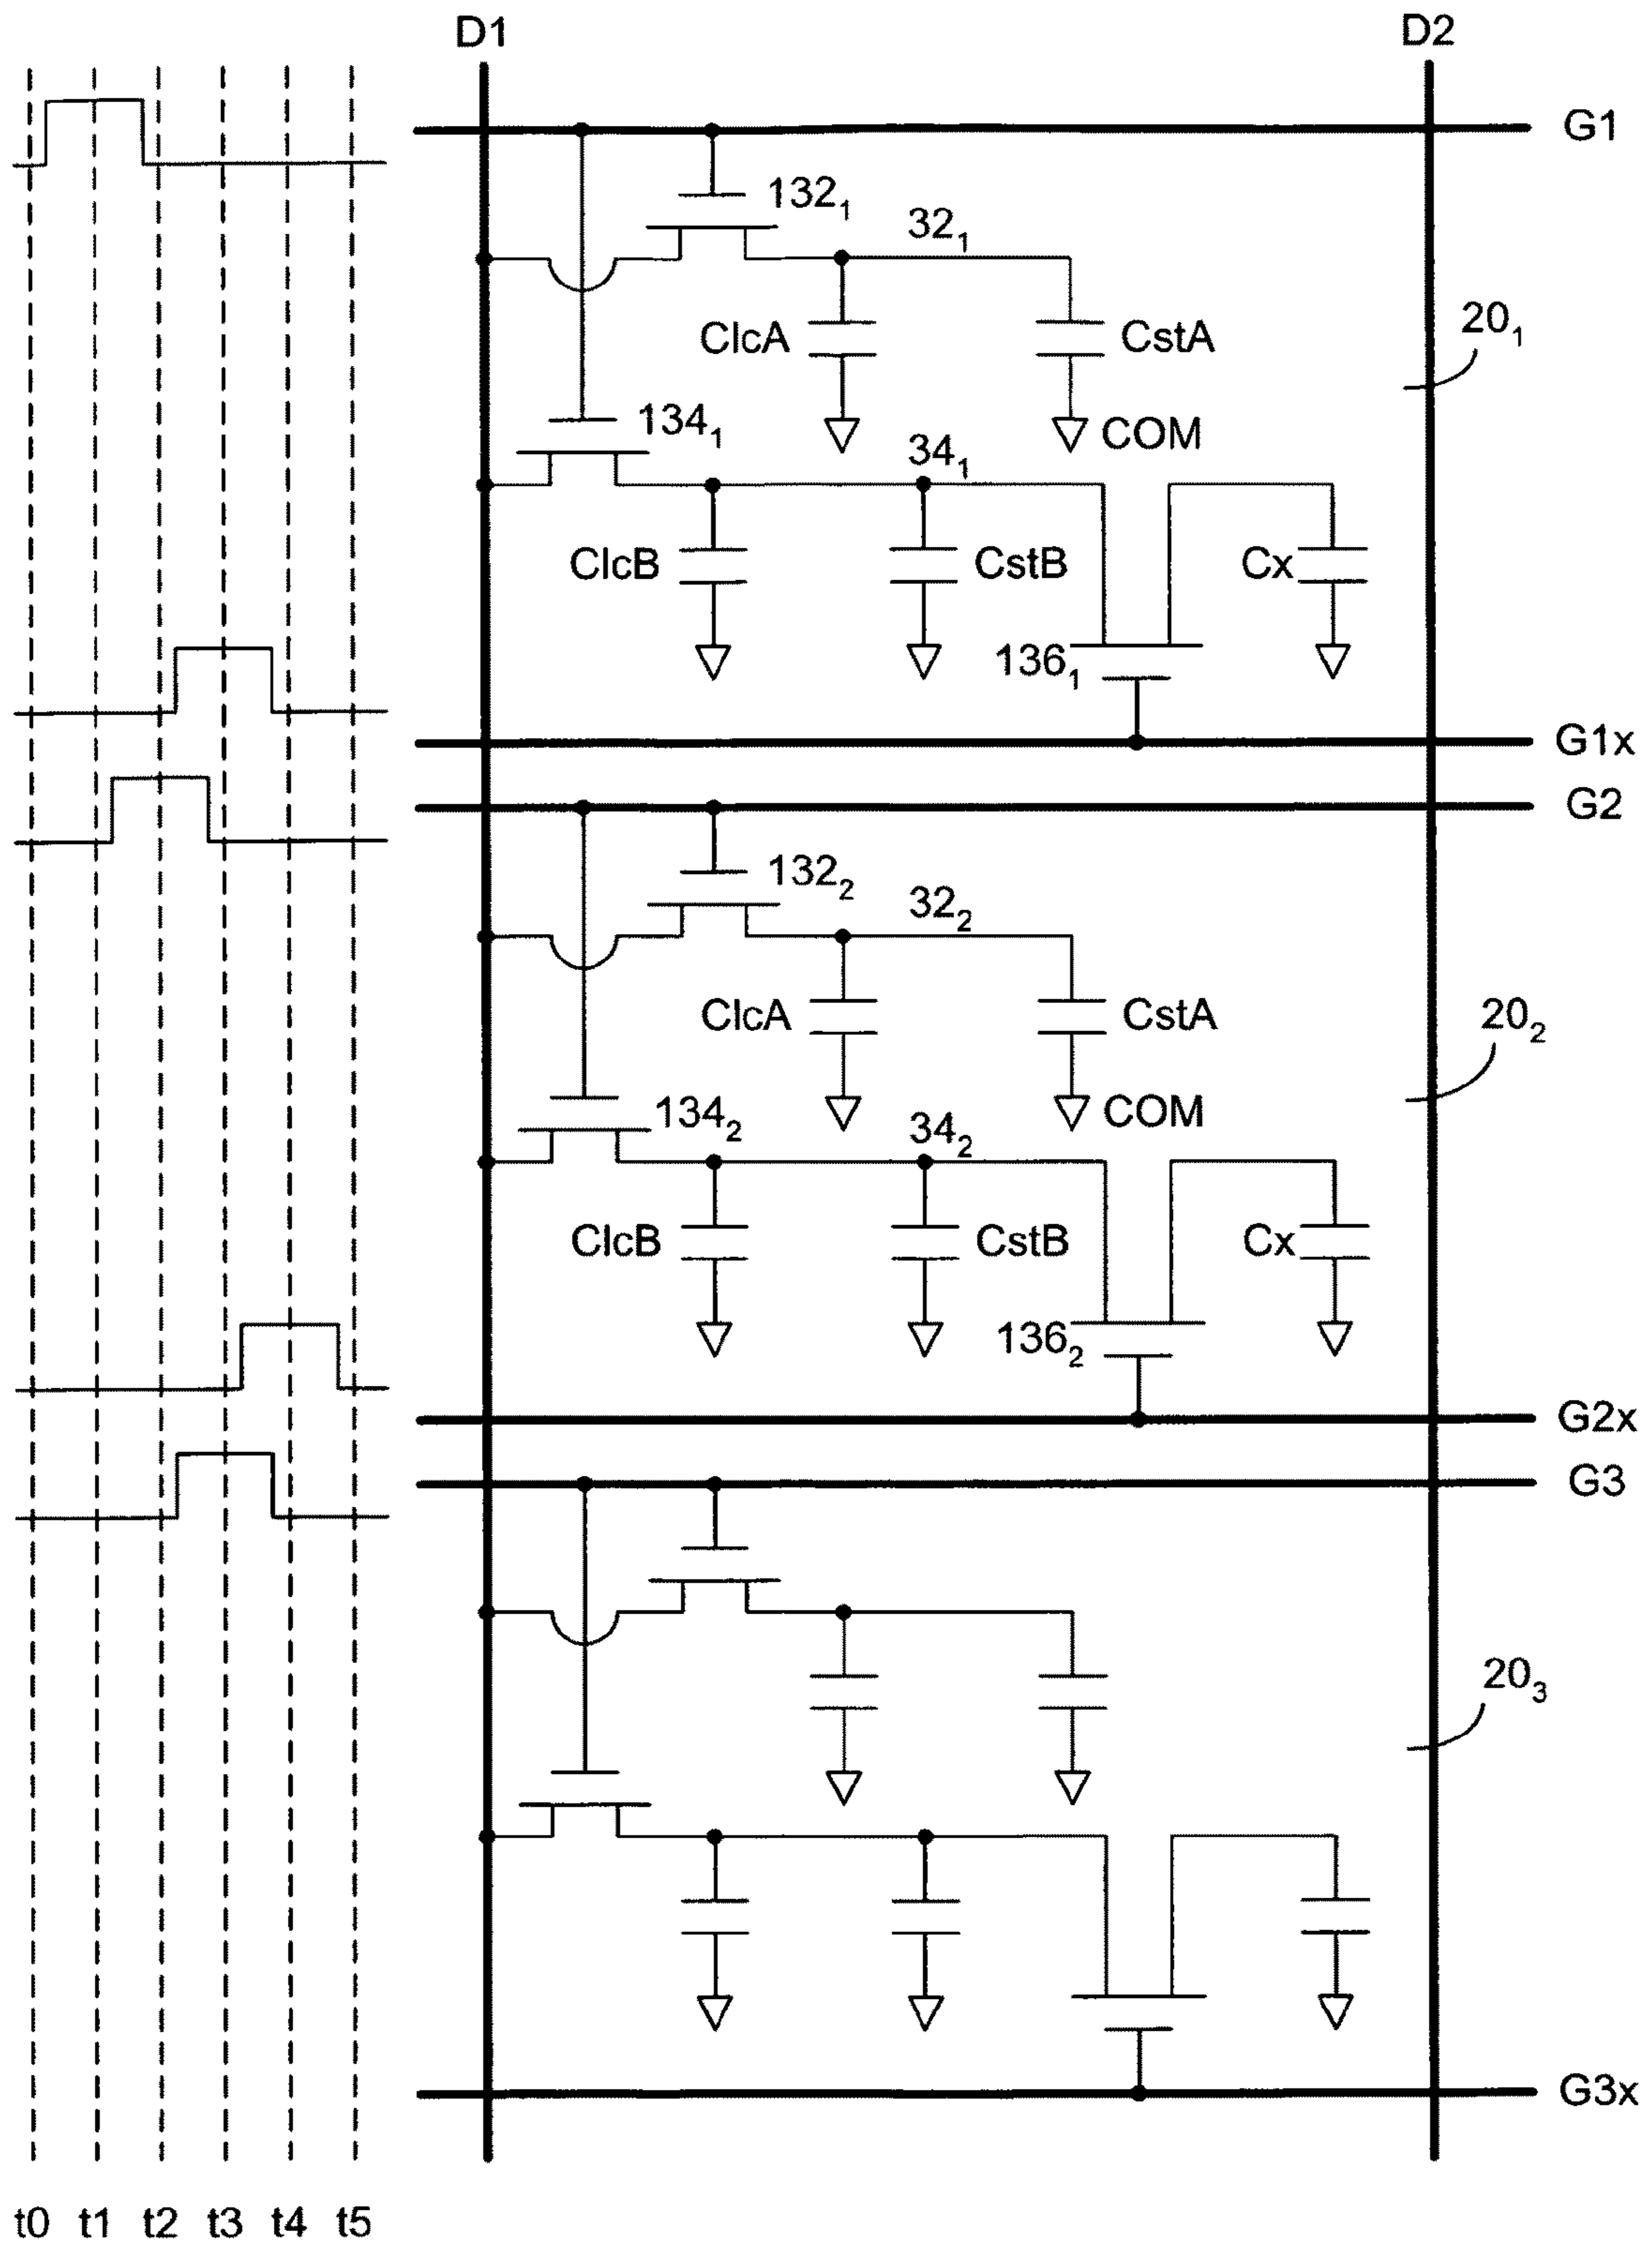 D1 D2
G1
132₁
32₁
20₁
ClcA CstA
134₁ COM
34₁
ClcB CstB Cx
136₁
G1x
G2
132₂
32₂
ClcA CstA 20₂
134₂ COM
34₂
ClcB CstB Cx
136₂
G2x
G3
20₃
G3x
t0 t1 t2 t3 t4 t5